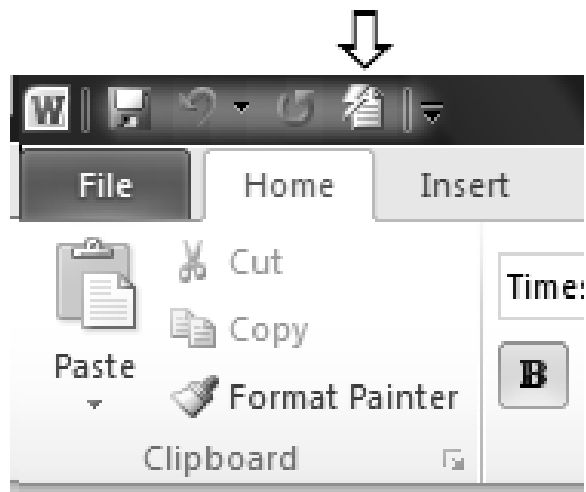 W
File Home Insert
Cut
Times
Copy
Paste
B
Format Painter
Clipboard